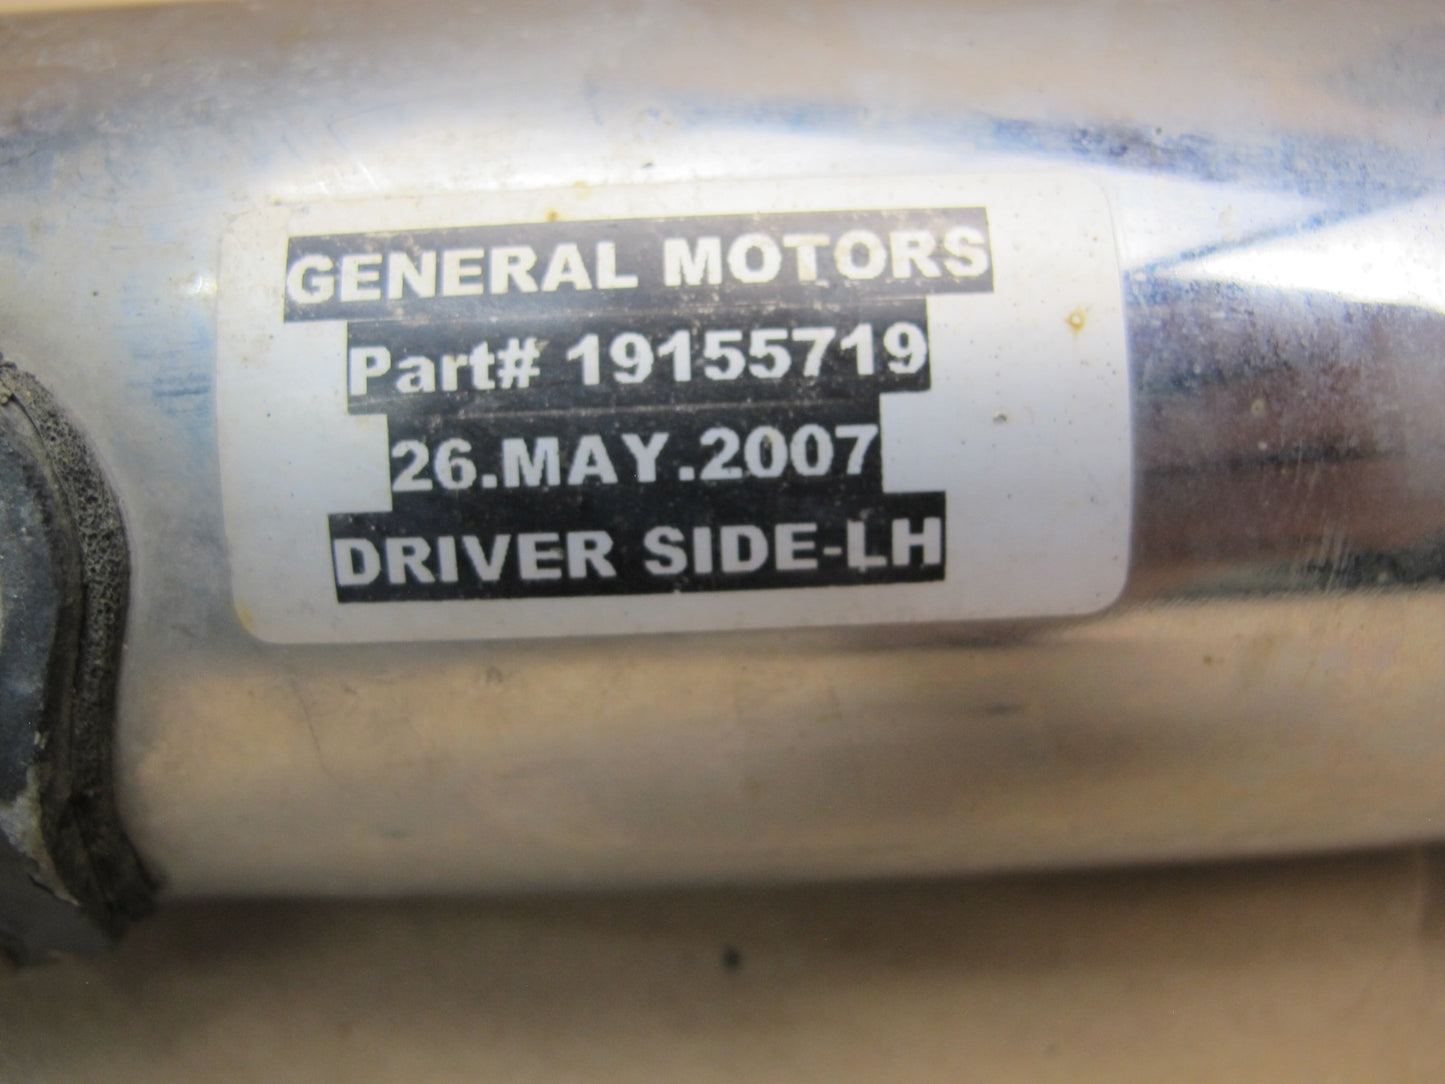 GENERAL MOTORS
Part# 19155719
26.MAY.2007
DRIVER SIDE-LH